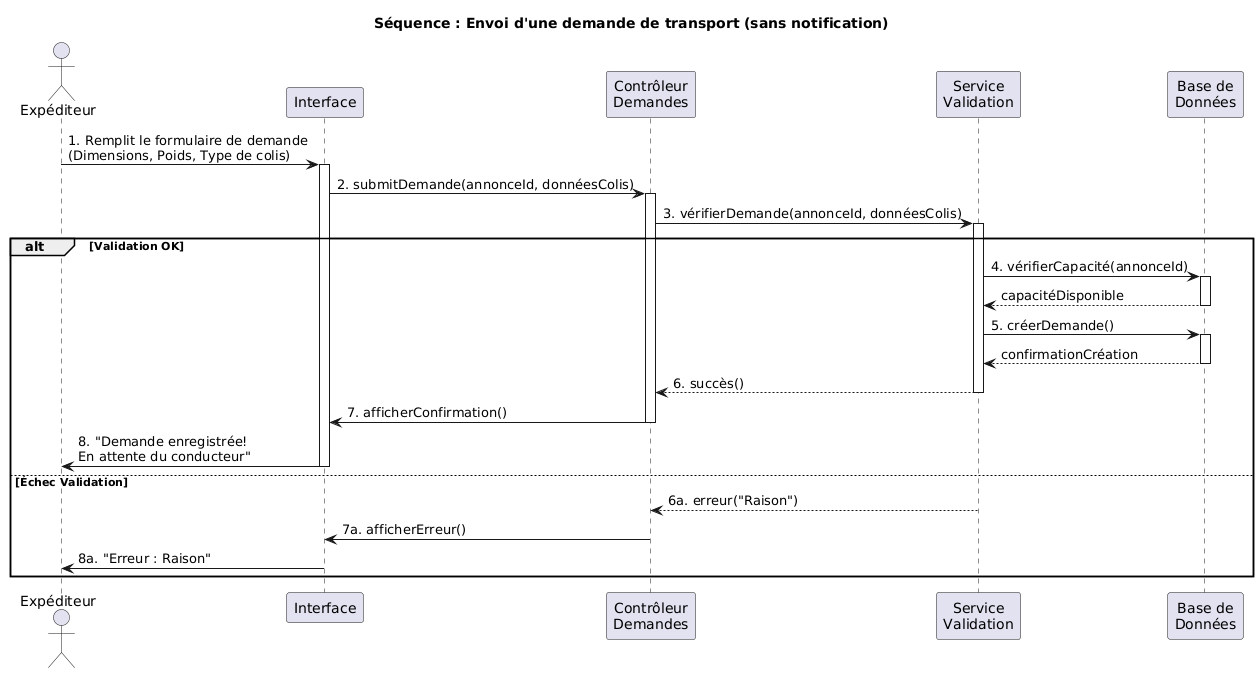 Séquence : Envoi d'une demande de transport (sans notification)
Expéditeur
Interface
Contrôleur
Demandes
Service
Validation
Base de
Données
1. Remplit le formulaire de demande
(Dimensions, Poids, Type de colis)
2. submitDemande(annonceId, donnéesColis)
3. vérifierDemande(annonceId, donnéesColis)
alt
[Validation OK]
4. vérifierCapacité(annonceId)
capacitéDisponible
5. créerDemande()
confirmationCréation
6. succès()
7. afficherConfirmation()
8. "Demande enregistrée!
En attente du conducteur"
[Échec Validation]
6a. erreur("Raison")
7a. afficherErreur()
8a. "Erreur : Raison"
Expéditeur
Interface
Contrôleur
Demandes
Service
Validation
Base de
Données